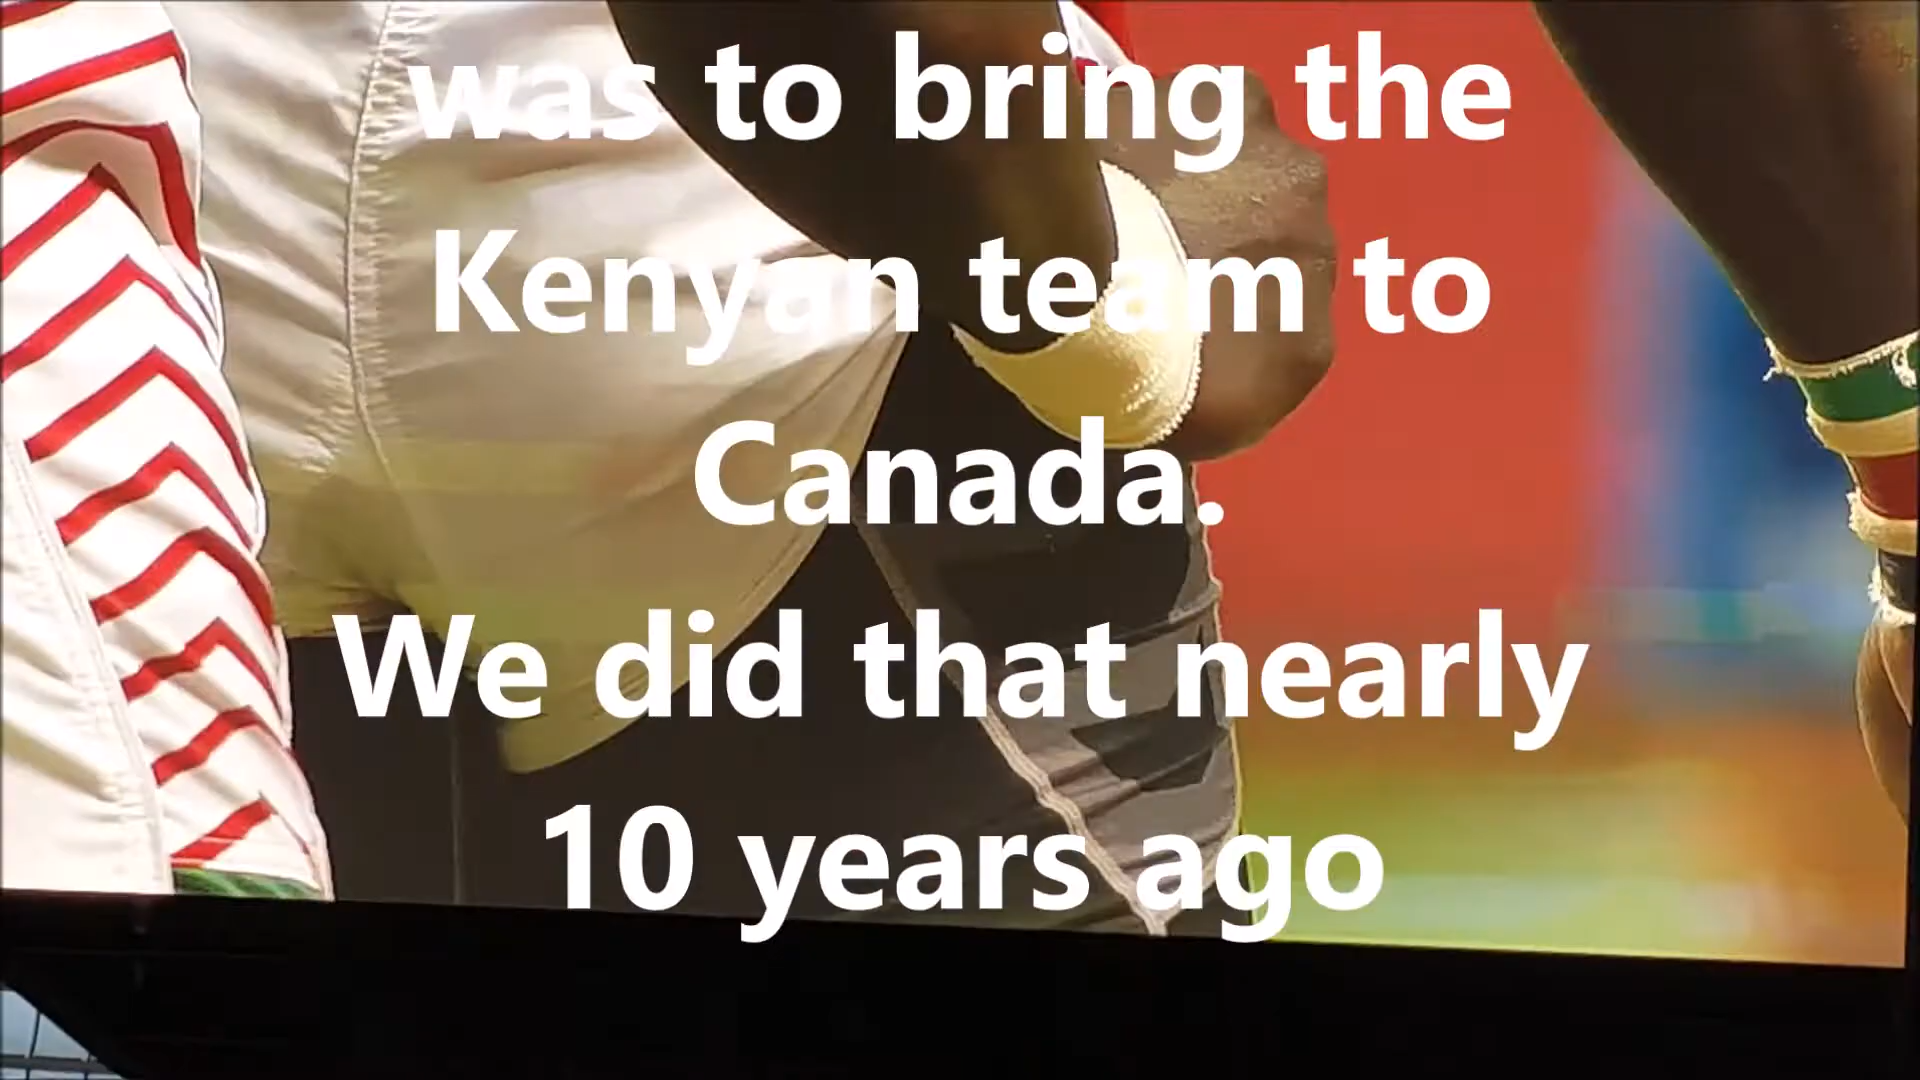 was to bring the
Kenyan team to
Canada.
We did that nearly
10 years ago